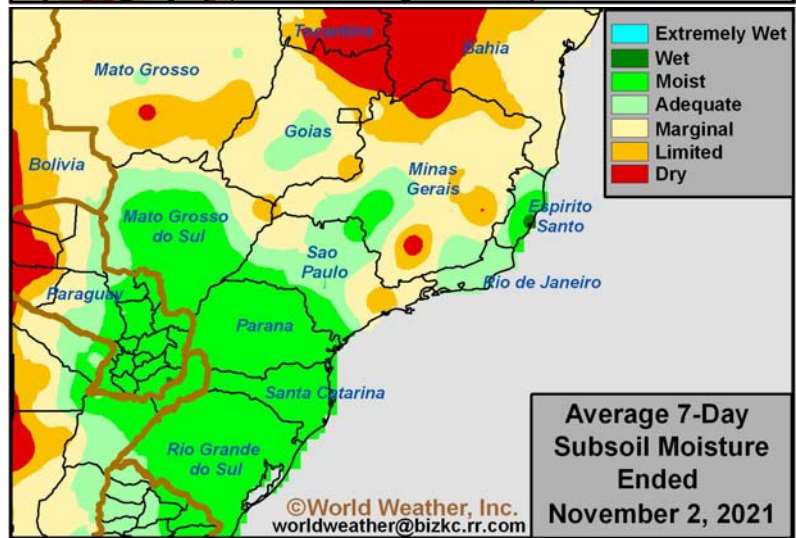 Tocantins
Bahia
Mato Grosso
Goias
Bolivia
Minas
Gerais
Mato Grosso
do Sul
Espirito
Santo
Sao
Paulo
Rio de Janeiro
Paraguay
Parana
Santa Catarina
Rio Grande
do Sul
Extremely Wet
Wet
Moist
Adequate
Marginal
Limited
Dry
Average 7-Day
Subsoil Moisture
Ended
November 2, 2021
©World Weather, Inc.
worldweather@bizkc.rr.com